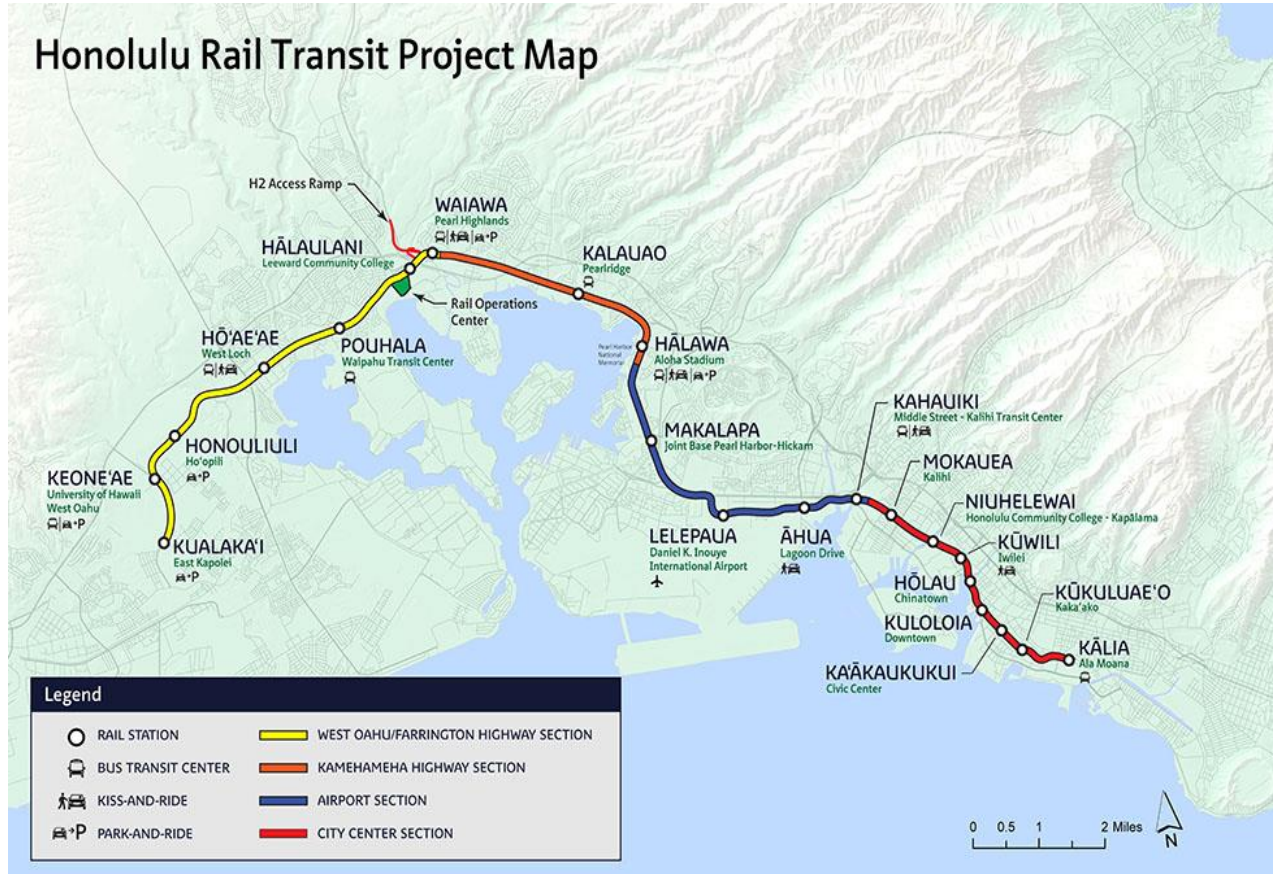 Honolulu Rail Transit Project Map
H2 Access Ramp
WAIAWA
Pearl Highlands
P
HĀLAULANI
Leeward Community College
KALAUAO
Pearlridge
Rail Operations
Center
HŌ‘AE‘AE
West Loch
POUHALA
Waipahu Transit Center
Pearl Harbor
National
Memorial
HĀLAWA
Aloha Stadium
P
KAHAUIKI
Middle Street - Kalihi Transit Center
MAKALAPA
Joint Base Pearl Harbor-Hickam
HONOULIULI
Ho‘opili
P
MOKAUEA
Kalihi
KEONE‘AE
University of Hawaii
West Oahu
P
NIUHELEWAI
Honolulu Community College - Kapālama
KUALAKA‘I
East Kapolei
P
LELEPAUA
Daniel K. Inouye
International Airport
ĀHUA
Lagoon Drive
KŪWILI
Iwilei
HŌLAU
Chinatown
KŪKULUAE‘O
Kaka‘ako
KULOLOIA
Downtown
KĀLIA
Ala Moana
KA‘ĀKAUKUKUI
Civic Center
Legend
RAIL STATION
WEST OAHU/FARRINGTON HIGHWAY SECTION
BUS TRANSIT CENTER
KAMEHAMEHA HIGHWAY SECTION
KISS-AND-RIDE
AIRPORT SECTION
P PARK-AND-RIDE
CITY CENTER SECTION
0 0.5 1 2 Miles
N